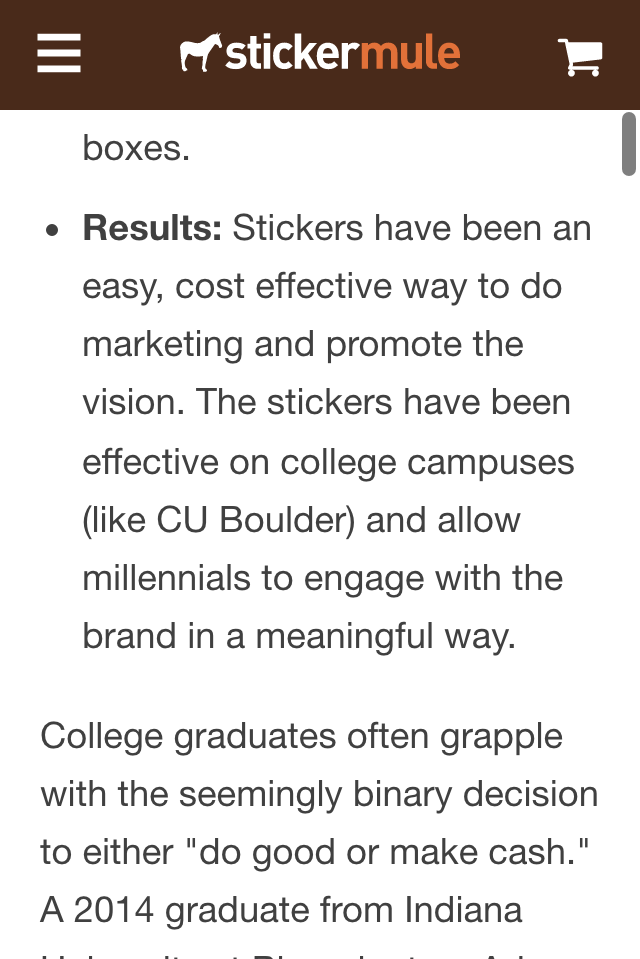 stickermule
boxes.
• Results: Stickers have been an
easy, cost effective way to do
marketing and promote the
vision. The stickers have been
effective on college campuses
(like CU Boulder) and allow
millennials to engage with the
brand in a meaningful way.
College graduates often grapple
with the seemingly binary decision
to either "do good or make cash."
A 2014 graduate from Indiana